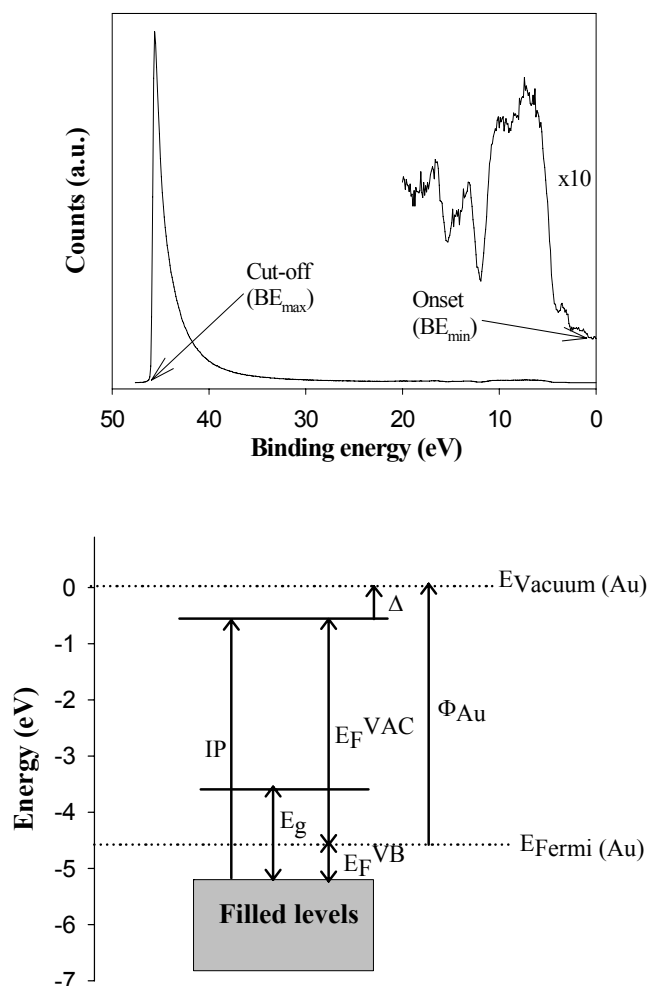 Counts (a.u.)
x10
Cut-off
(BEmax)
Onset
(BEmin)
50 40 30 20 10 0
Binding energy (eV)
Energy (eV)
0
-1
-2
-3
-4
-5
-6
-7
EVacuum (Au)
Δ
ΦAu
IP
EFVAC
Eg
EFermi (Au)
EFVB
Filled levels